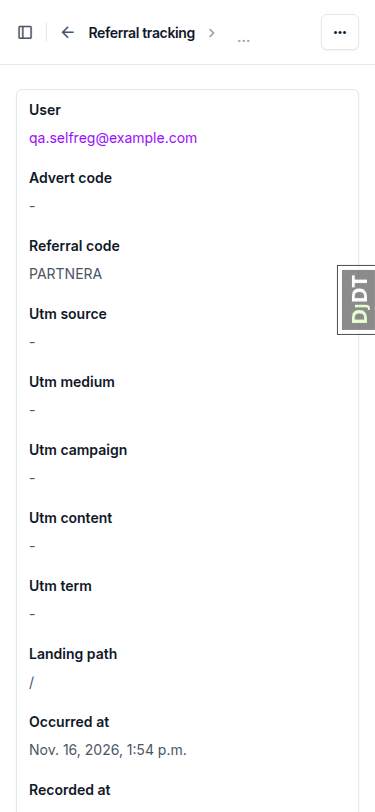 Referral tracking
...
User
qa.selfreg@example.com
Advert code
-
Referral code
PARTNERA
Utm source
-
Utm medium
-
Utm campaign
-
Utm content
-
Utm term
-
Landing path
/
Occurred at
Nov. 16, 2026, 1:54 p.m.
Recorded at
DjDT